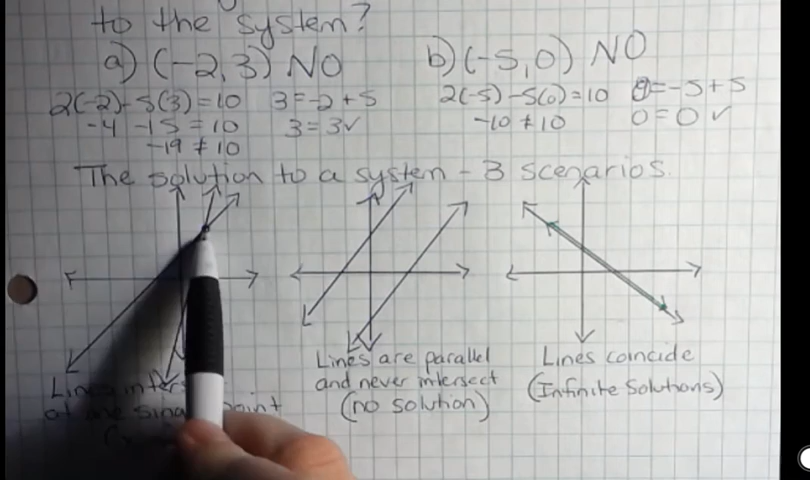 to the system?
a) (-2,3) NO
b) (-5,0) NO
2(-2)-5(3)=10
3=-2+5
2(-5)-5(0)=10
0=-5+5
-4 -15=10
3=3✓
-10≠10
0=0✓
-19≠10
The solution to a system - 3 scenarios.
Lines are parallel
and never intersect
(no solution)
Lines coincide
(Infinite Solutions)
Lines